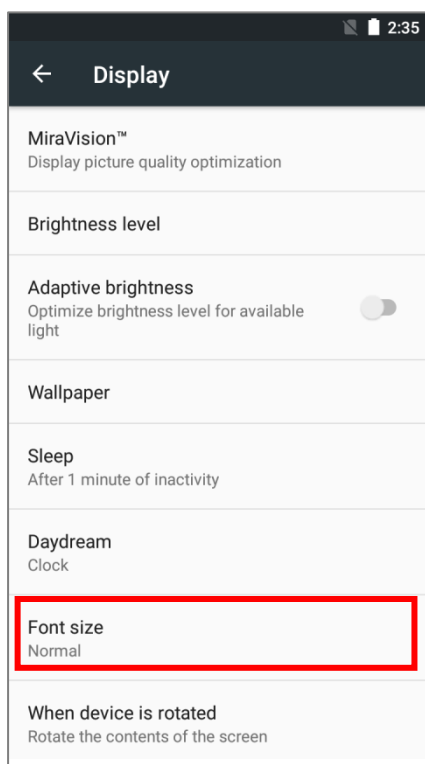 2:35
Display
MiraVision™
Display picture quality optimization
Brightness level
Adaptive brightness
Optimize brightness level for available
light
Wallpaper
Sleep
After 1 minute of inactivity
Daydream
Clock
Font size
Normal
When device is rotated
Rotate the contents of the screen